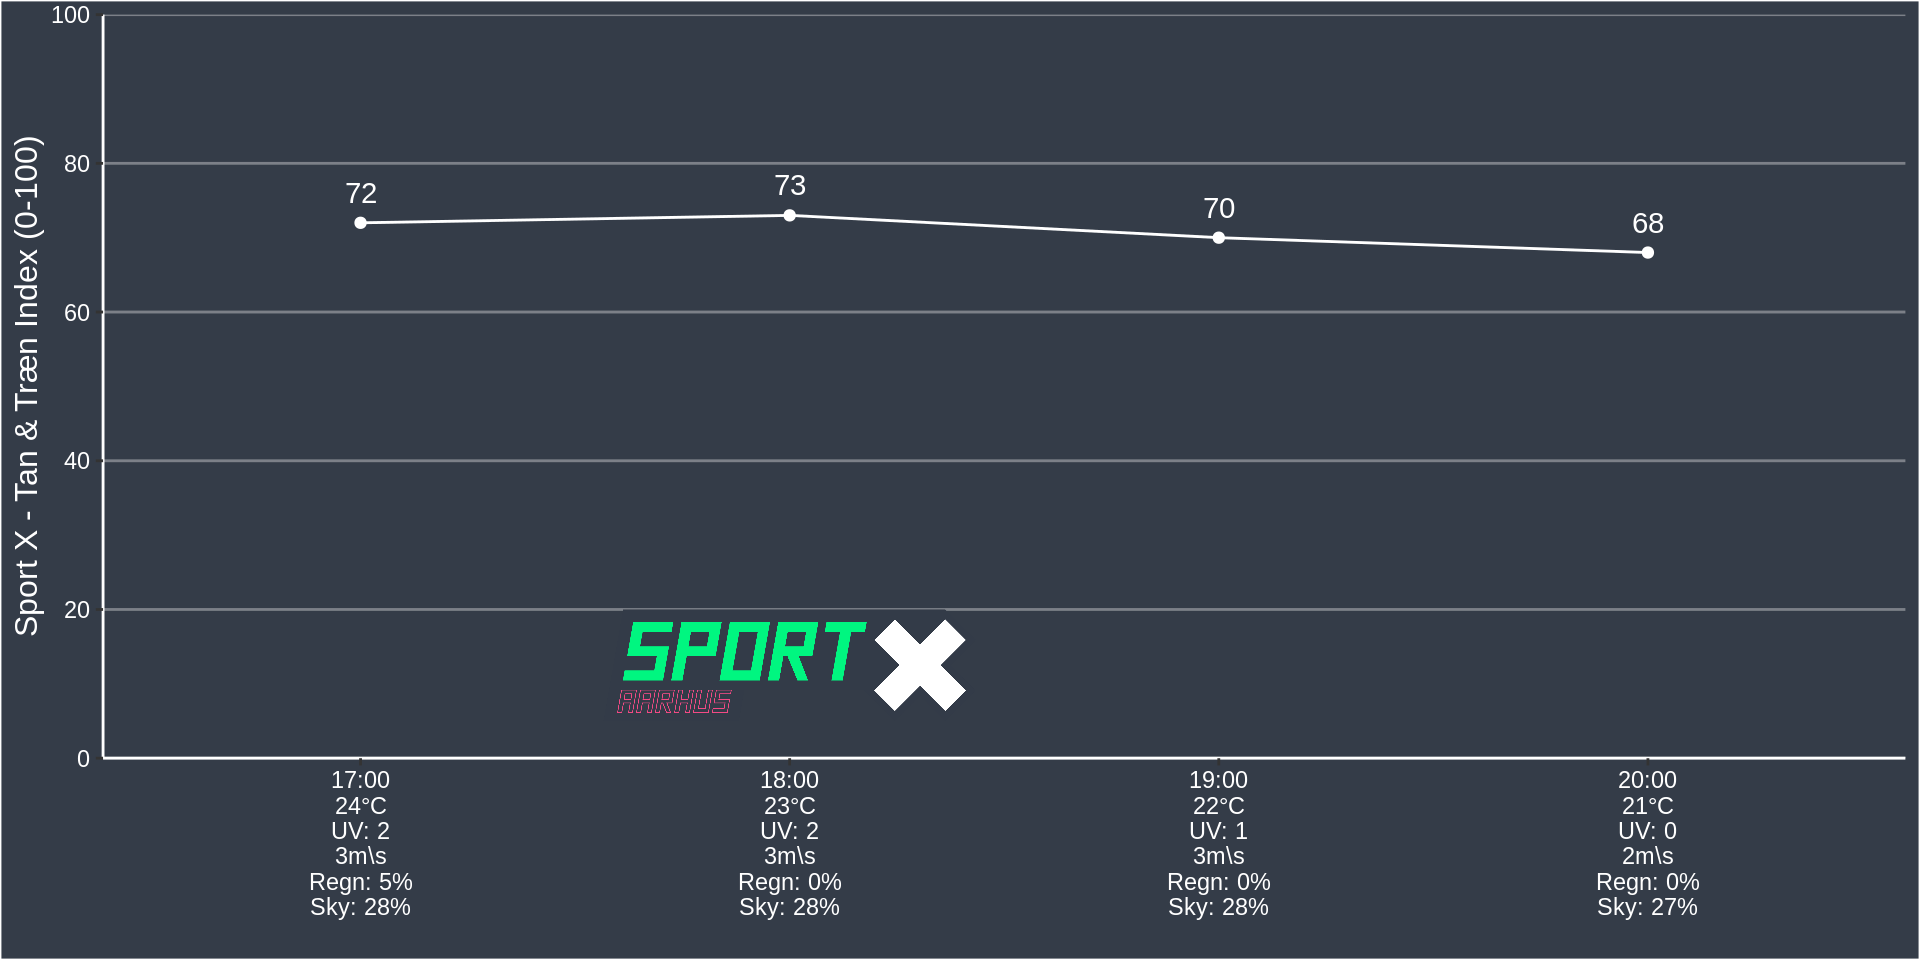 Sport X - Tan & Træn Index (0-100)
100
80
60
40
20
0
72
73
70
68
SPORT X
AARHUS
17:00
24°C
UV: 2
3m\s
Regn: 5%
Sky: 28%
18:00
23°C
UV: 2
3m\s
Regn: 0%
Sky: 28%
19:00
22°C
UV: 1
3m\s
Regn: 0%
Sky: 28%
20:00
21°C
UV: 0
2m\s
Regn: 0%
Sky: 27%